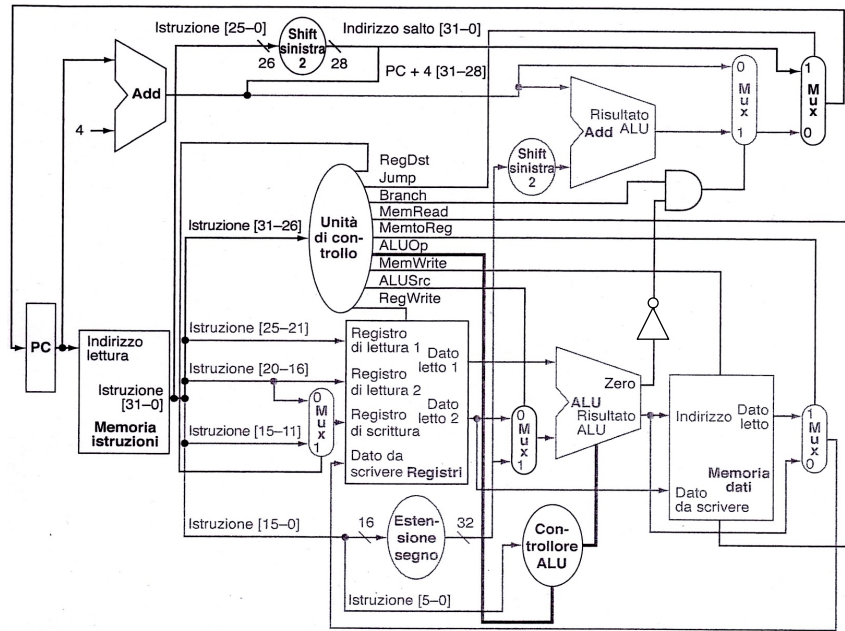 Istruzione [25–0]
Shift
sinistra
2
26
28
Indirizzo salto [31–0]
PC + 4 [31–28]
Add
4
0
M
u
x
1
1
M
u
x
0
Risultato
Add ALU
Shift
sinistra
2
RegDst
Jump
Branch
MemRead
MemtoReg
ALUOp
MemWrite
ALUSrc
RegWrite
Unità
di con–
trollo
Istruzione [31–26]
PC
Indirizzo
lettura
Istruzione
[31–0]
Memoria
istruzioni
Istruzione [25–21]
Istruzione [20–16]
Istruzione [15–11]
0
M
u
x
1
Registro
di lettura 1
Dato
letto 1
Registro
di lettura 2
Dato
letto 2
Registro
di scrittura
Dato da
scrivere Registri
0
M
u
x
1
Zero
ALU
Risultato
ALU
Indirizzo
Dato
letto
Memoria
dati
Dato
da scrivere
1
M
u
x
0
Istruzione [15–0]
16
Esten–
sione
segno
32
Con–
trollore
ALU
Istruzione [5–0]